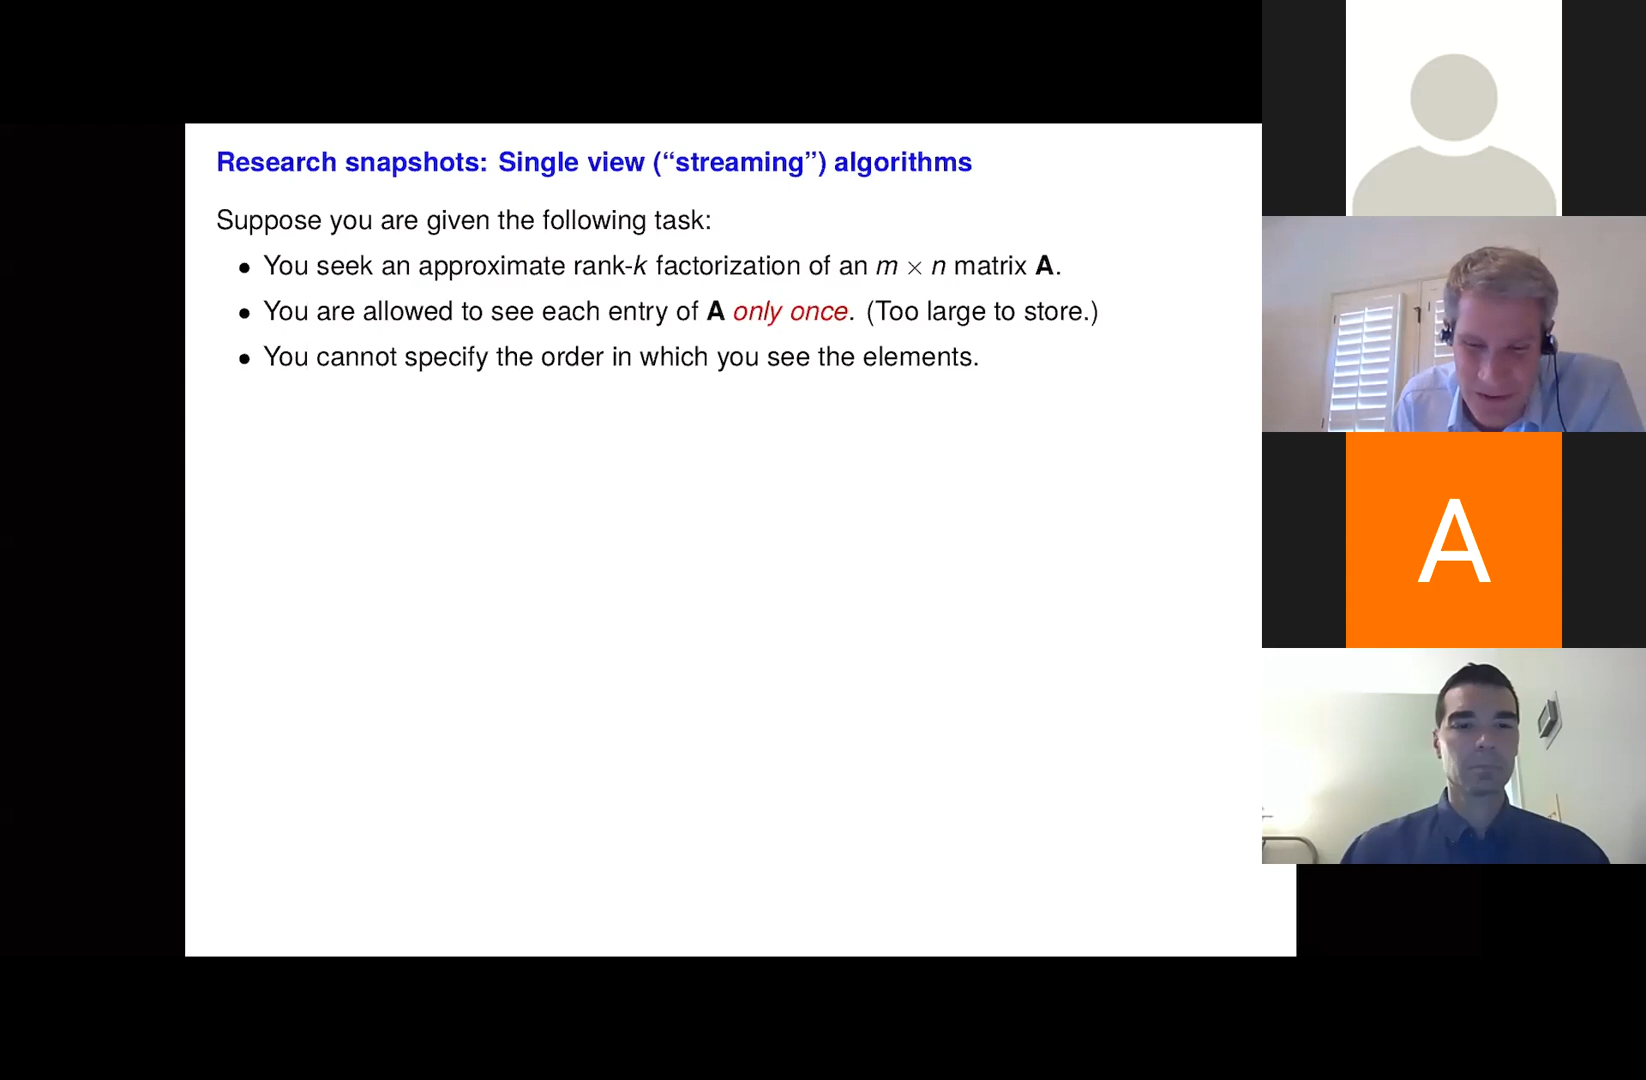 Research snapshots: Single view (“streaming”) algorithms
Suppose you are given the following task:
• You seek an approximate rank-k factorization of an m × n matrix A.
• You are allowed to see each entry of A only once. (Too large to store.)
• You cannot specify the order in which you see the elements.
A